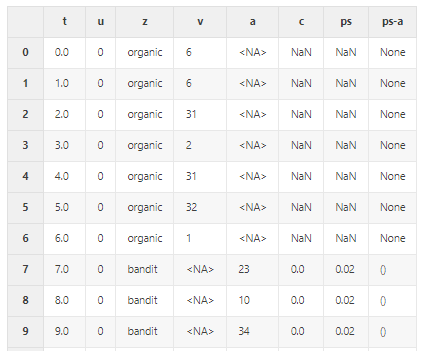 t u z v a c ps ps-a
0 0.0 0 organic 6 <NA> NaN NaN None
1 1.0 0 organic 6 <NA> NaN NaN None
2 2.0 0 organic 31 <NA> NaN NaN None
3 3.0 0 organic 2 <NA> NaN NaN None
4 4.0 0 organic 31 <NA> NaN NaN None
5 5.0 0 organic 32 <NA> NaN NaN None
6 6.0 0 organic 1 <NA> NaN NaN None
7 7.0 0 bandit <NA> 23 0.0 0.02 ()
8 8.0 0 bandit <NA> 10 0.0 0.02 ()
9 9.0 0 bandit <NA> 34 0.0 0.02 ()